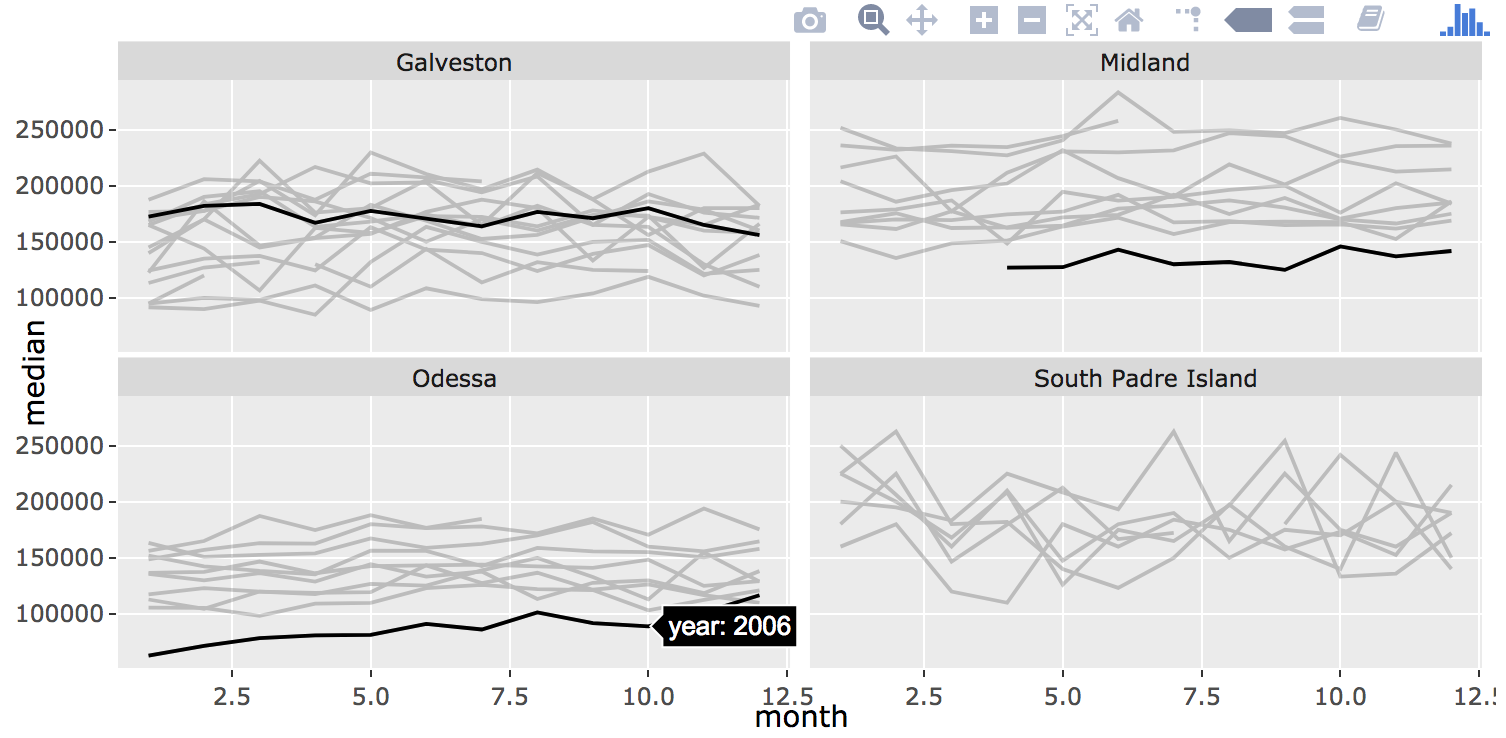 Galveston
Midland
250000
200000
150000
100000
Odessa
South Padre Island
250000
200000
150000
100000
year: 2006
2.5 5.0 7.5 10.0 12.5
2.5 5.0 7.5 10.0 12.5
month
median